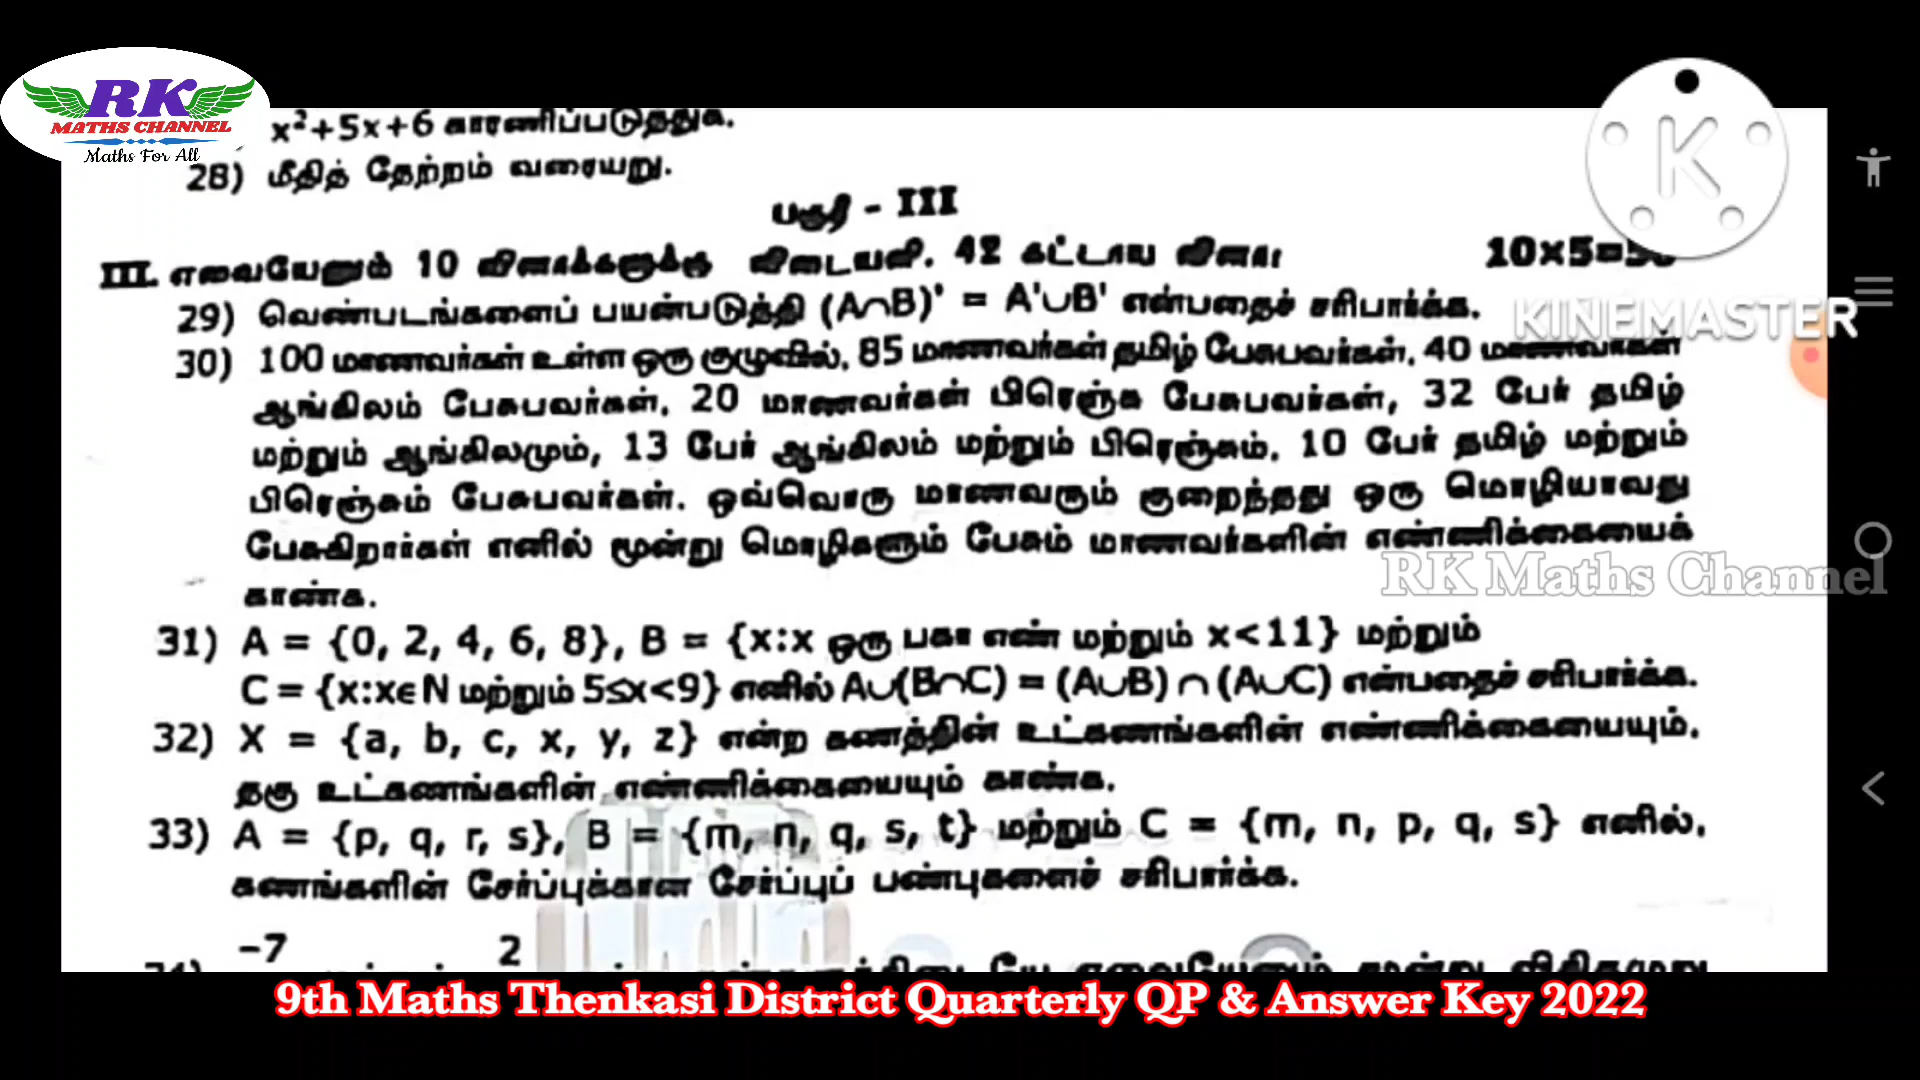 RK
MATHS CHANNEL
Maths For All
x²+5x+6 காரணிப்படுத்துக.
28) மீதித் தேற்றம் வரையறு.
பகுதி - III
III. எவையேனும் 10 வினாக்களுக்கு விடையளி. 42 கட்டாய வினா 10×5=5
K
KINEMASTER
29) வெண்படங்களைப் பயன்படுத்தி (A∩B)' = A'∪B' என்பதைச் சரிபார்க்க.
30) 100 மாணவர்கள் உள்ள ஒரு குழுவில், 85 மாணவர்கள் தமிழ் பேசுபவர்கள், 40 மாணவர்கள்
ஆங்கிலம் பேசுபவர்கள், 20 மாணவர்கள் பிரெஞ்சு பேசுபவர்கள், 32 பேர் தமிழ்
மற்றும் ஆங்கிலமும், 13 பேர் ஆங்கிலம் மற்றும் பிரெஞ்சும், 10 பேர் தமிழ் மற்றும்
பிரெஞ்சும் பேசுபவர்கள். ஒவ்வொரு மாணவரும் குறைந்தது ஒரு மொழியாவது
பேசுகிறார்கள் எனில் மூன்று மொழிகளும் பேசும் மாணவர்களின் எண்ணிக்கையைக்
காண்க.
RK Maths Channel
31) A = {0, 2, 4, 6, 8}, B = {x:x ஒரு பகா எண் மற்றும் x<11} மற்றும்
C = {x:x∈N மற்றும் 5≤x<9} எனில் A∪(B∩C) = (A∪B) ∩ (A∪C) என்பதைச் சரிபார்க்க.
32) X = {a, b, c, x, y, z} என்ற கணத்தின் உட்கணங்களின் எண்ணிக்கையையும்,
தகு உட்கணங்களின் எண்ணிக்கையையும் காண்க.
33) A = {p, q, r, s}, B = {m, n, q, s, t} மற்றும் C = {m, n, p, q, s} எனில்,
கணங்களின் சேர்ப்புக்கான சேர்ப்புப் பண்புகளைச் சரிபார்க்க.
-7 2
9th Maths Thenkasi District Quarterly QP & Answer Key 2022